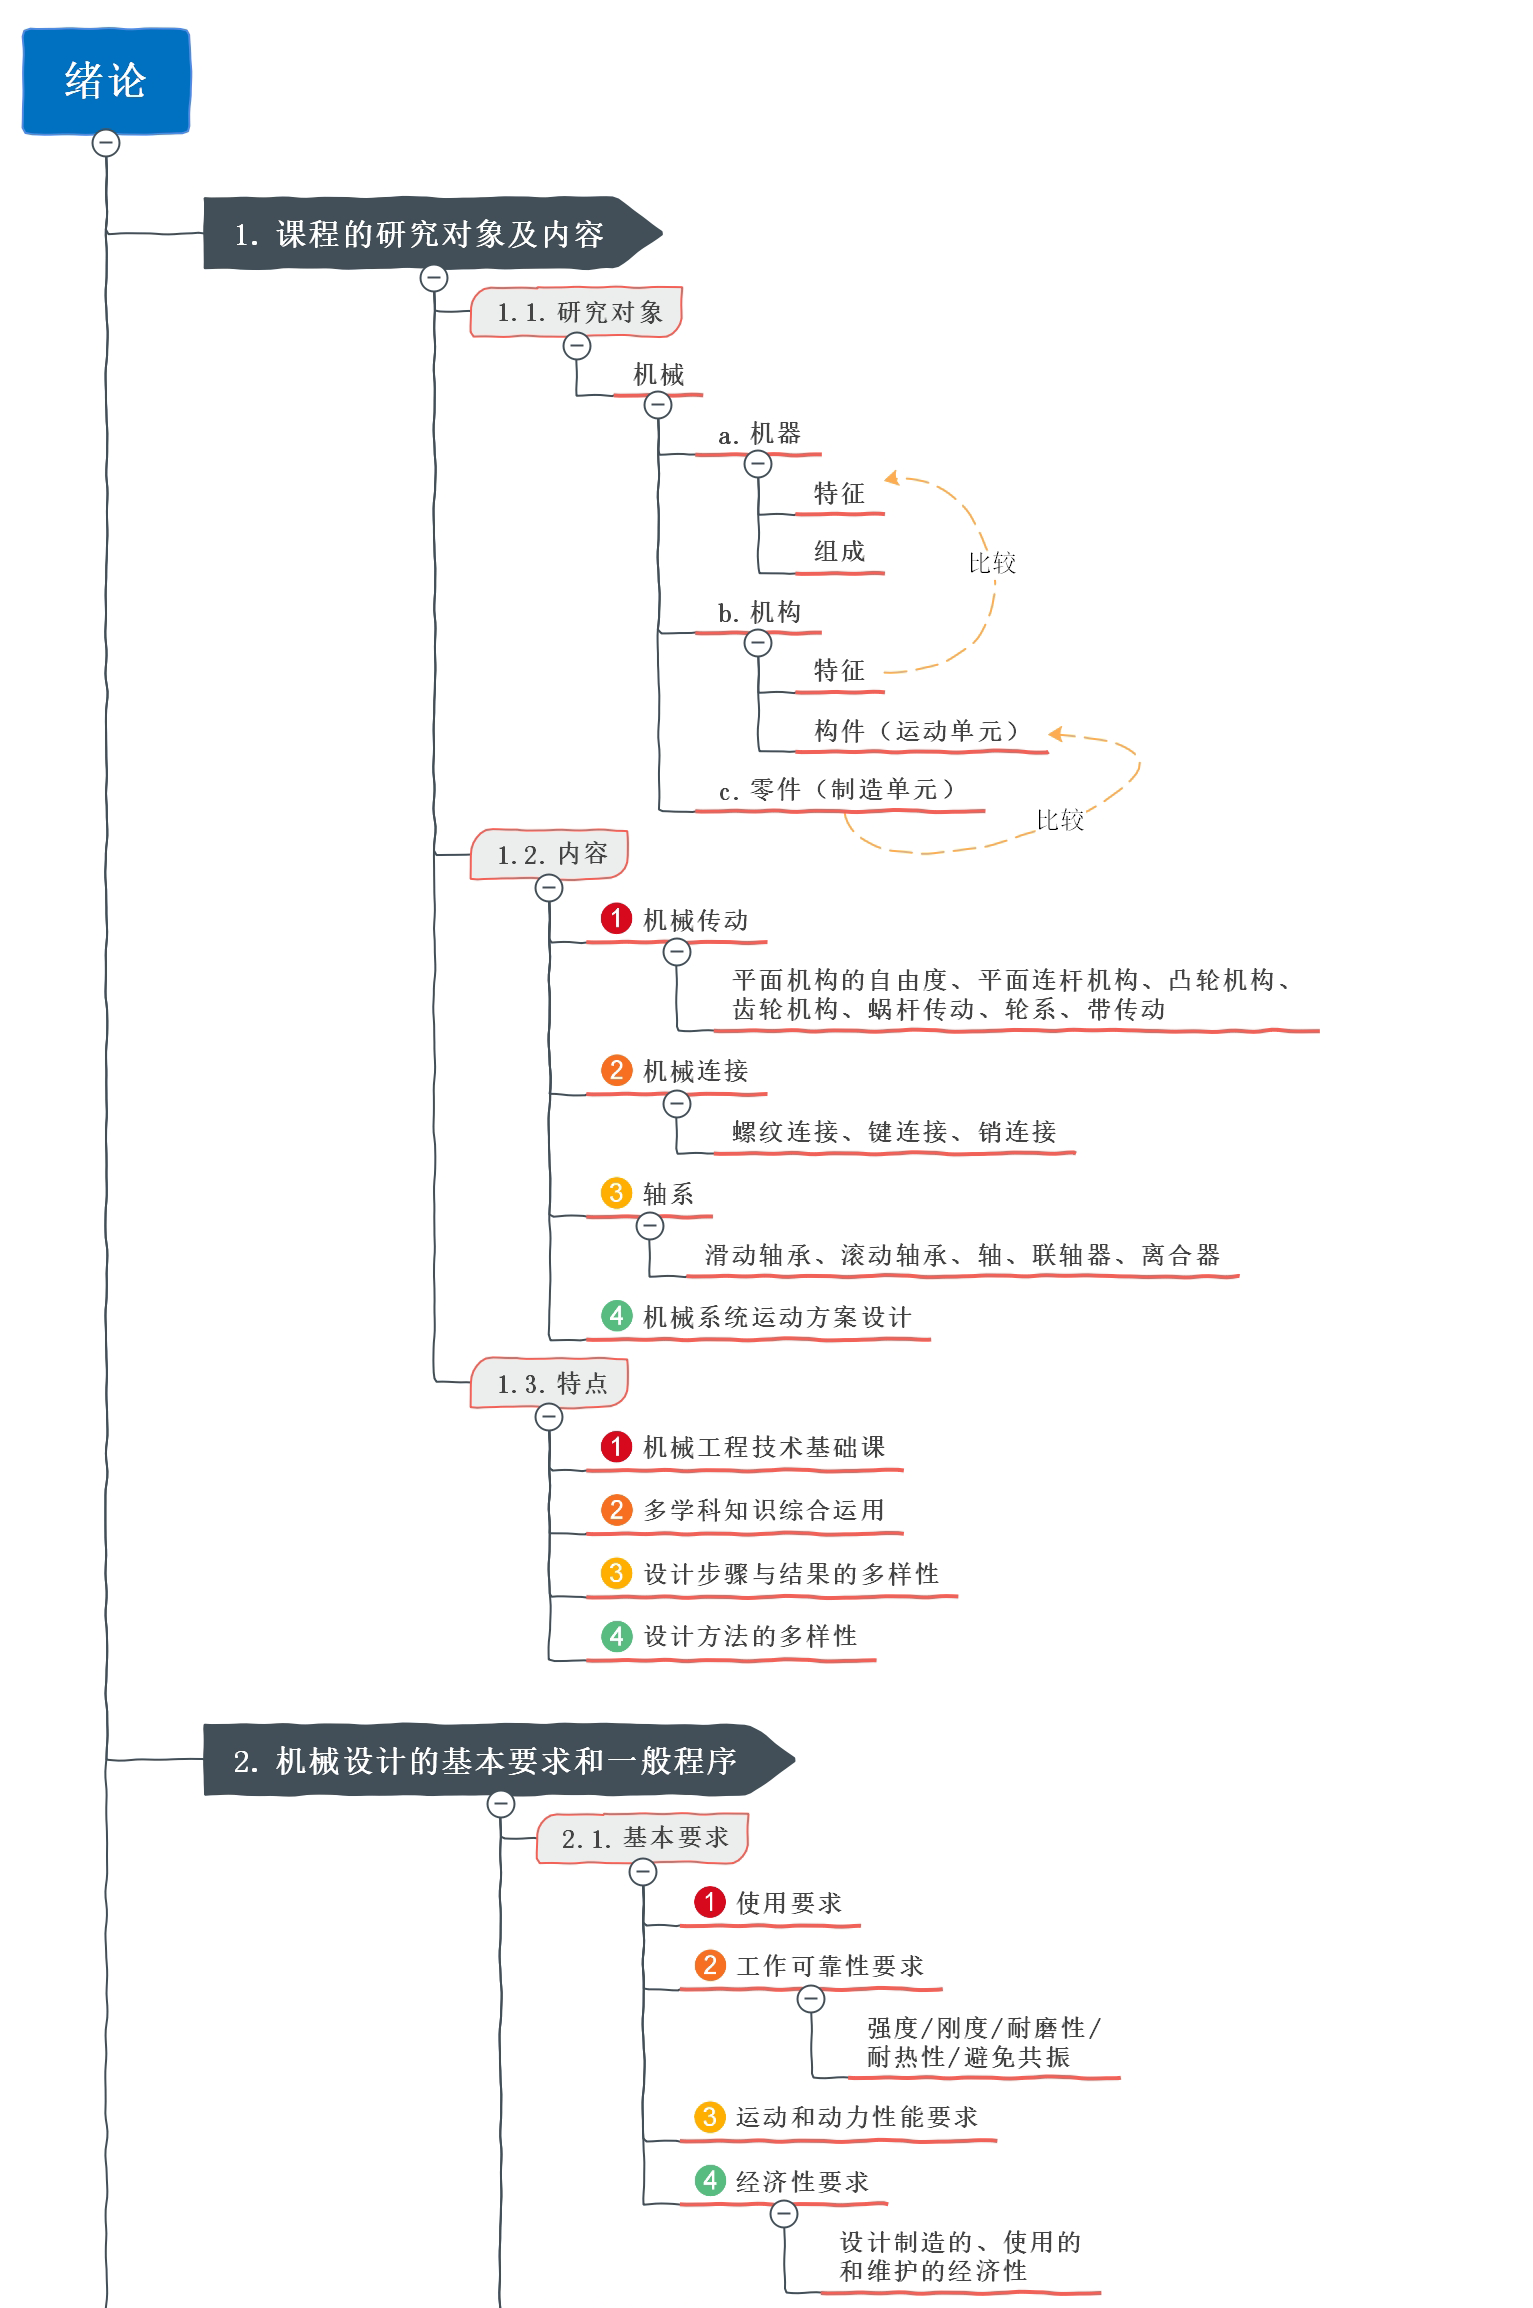 绪论
1. 课程的研究对象及内容
1.1. 研究对象
机械
a. 机器
特征
组成
比较
b. 机构
特征
构件（运动单元）
c. 零件（制造单元）
比较
1.2. 内容
1 机械传动
平面机构的自由度、平面连杆机构、凸轮机构、
齿轮机构、蜗杆传动、轮系、带传动
2 机械连接
螺纹连接、键连接、销连接
3 轴系
滑动轴承、滚动轴承、轴、联轴器、离合器
4 机械系统运动方案设计
1.3. 特点
1 机械工程技术基础课
2 多学科知识综合运用
3 设计步骤与结果的多样性
4 设计方法的多样性
2. 机械设计的基本要求和一般程序
2.1. 基本要求
1 使用要求
2 工作可靠性要求
强度/刚度/耐磨性/
耐热性/避免共振
3 运动和动力性能要求
4 经济性要求
设计制造的、使用的
和维护的经济性